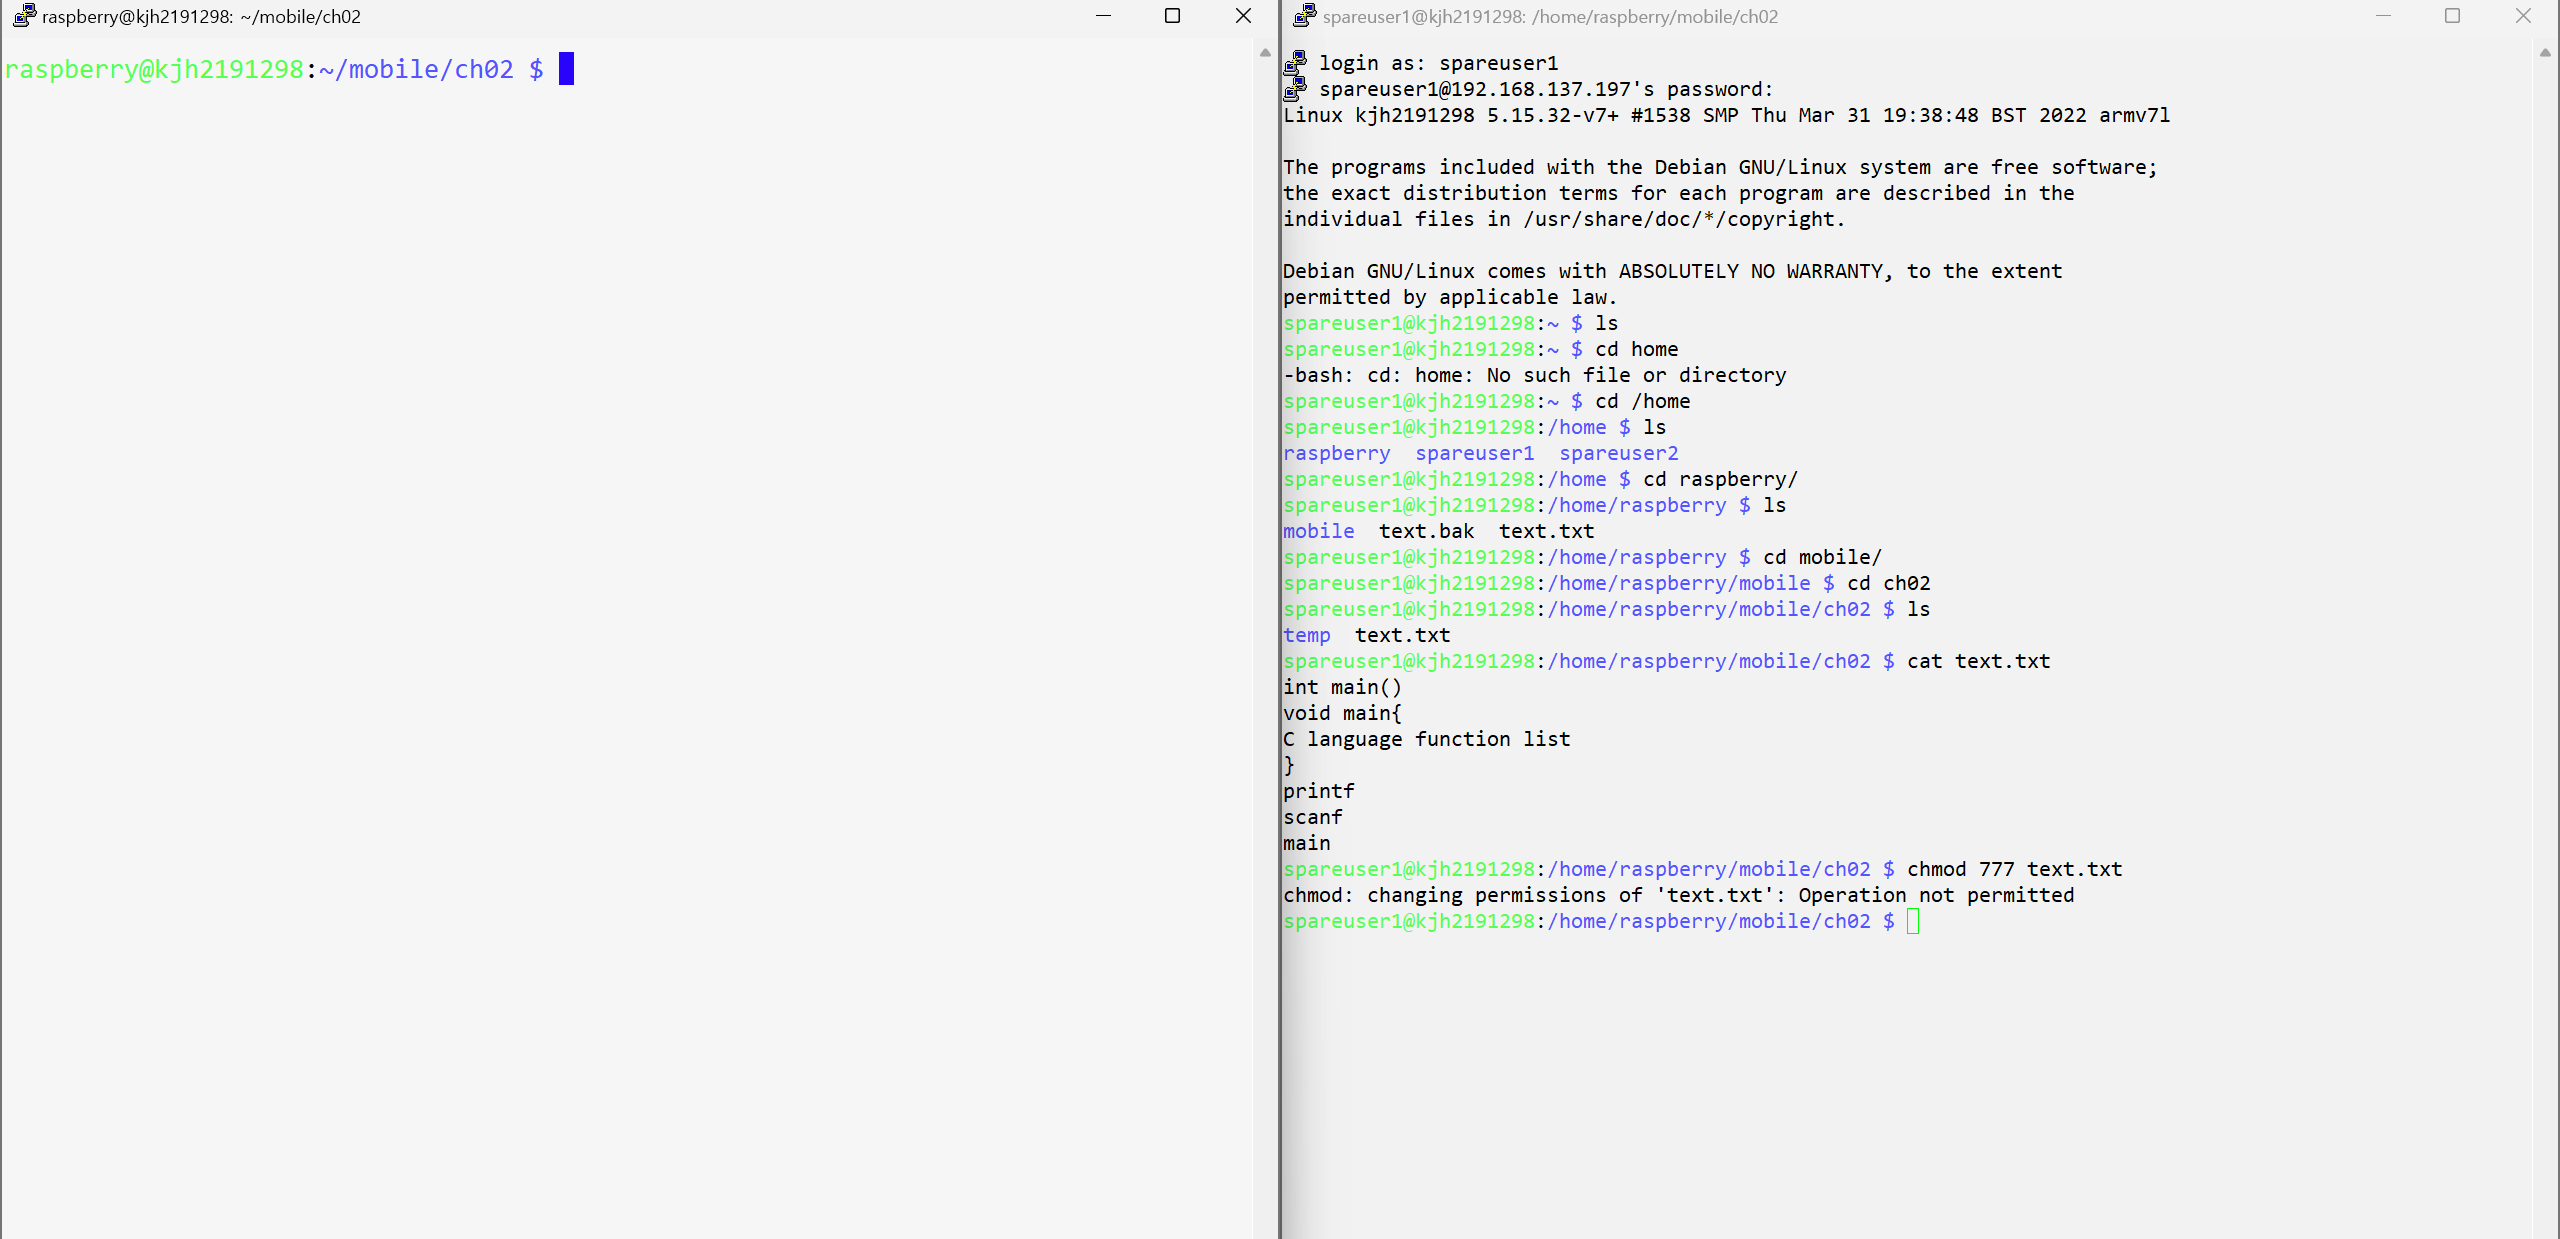 raspberry@kjh2191298: ~/mobile/ch02
raspberry@kjh2191298:~/mobile/ch02 $
spareuser1@kjh2191298: /home/raspberry/mobile/ch02
login as: spareuser1
spareuser1@192.168.137.197's password:
Linux kjh2191298 5.15.32-v7+ #1538 SMP Thu Mar 31 19:38:48 BST 2022 armv7l
The programs included with the Debian GNU/Linux system are free software;
the exact distribution terms for each program are described in the
individual files in /usr/share/doc/*/copyright.
Debian GNU/Linux comes with ABSOLUTELY NO WARRANTY, to the extent
permitted by applicable law.
spareuser1@kjh2191298:~ $ ls
spareuser1@kjh2191298:~ $ cd home
-bash: cd: home: No such file or directory
spareuser1@kjh2191298:~ $ cd /home
spareuser1@kjh2191298:/home $ ls
raspberry  spareuser1  spareuser2
spareuser1@kjh2191298:/home $ cd raspberry/
spareuser1@kjh2191298:/home/raspberry $ ls
mobile  text.bak  text.txt
spareuser1@kjh2191298:/home/raspberry $ cd mobile/
spareuser1@kjh2191298:/home/raspberry/mobile $ cd ch02
spareuser1@kjh2191298:/home/raspberry/mobile/ch02 $ ls
temp  text.txt
spareuser1@kjh2191298:/home/raspberry/mobile/ch02 $ cat text.txt
int main()
void main{
C language function list
}
printf
scanf
main
spareuser1@kjh2191298:/home/raspberry/mobile/ch02 $ chmod 777 text.txt
chmod: changing permissions of 'text.txt': Operation not permitted
spareuser1@kjh2191298:/home/raspberry/mobile/ch02 $